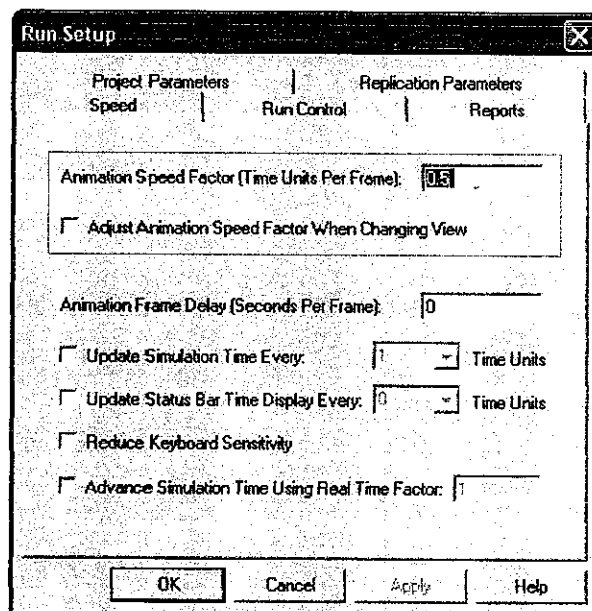 Run Setup
Project Parameters Replication Parameters
Speed Run Control Reports
Animation Speed Factor (Time Units Per Frame): 0.5
Adjust Animation Speed Factor When Changing View
Animation Frame Delay (Seconds Per Frame): 0
Update Simulation Time Every: 1 Time Units
Update Status Bar Time Display Every: 0 Time Units
Reduce Keyboard Sensitivity
Advance Simulation Time Using Real Time Factor: 1
OK Cancel Apply Help